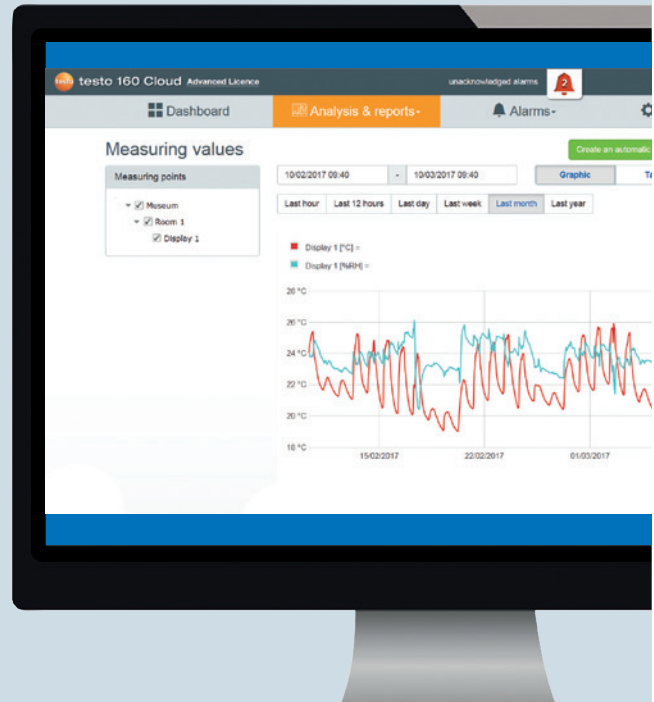 testo
testo 160 Cloud Advanced Licence
unacknowledged alarms
2
Dashboard
Analysis & reports
Alarms
Measuring values
Create an automatic
Measuring points
Museum
Room 1
Display 1
10/02/2017 09:40 - 10/03/2017 09:40
Graphic
Ta
Last hour Last 12 hours Last day Last week Last month Last year
Display 1 [°C] =
Display 1 [%RH] =
28 °C
26 °C
24 °C
22 °C
20 °C
18 °C
15/02/2017 22/02/2017 01/03/2017